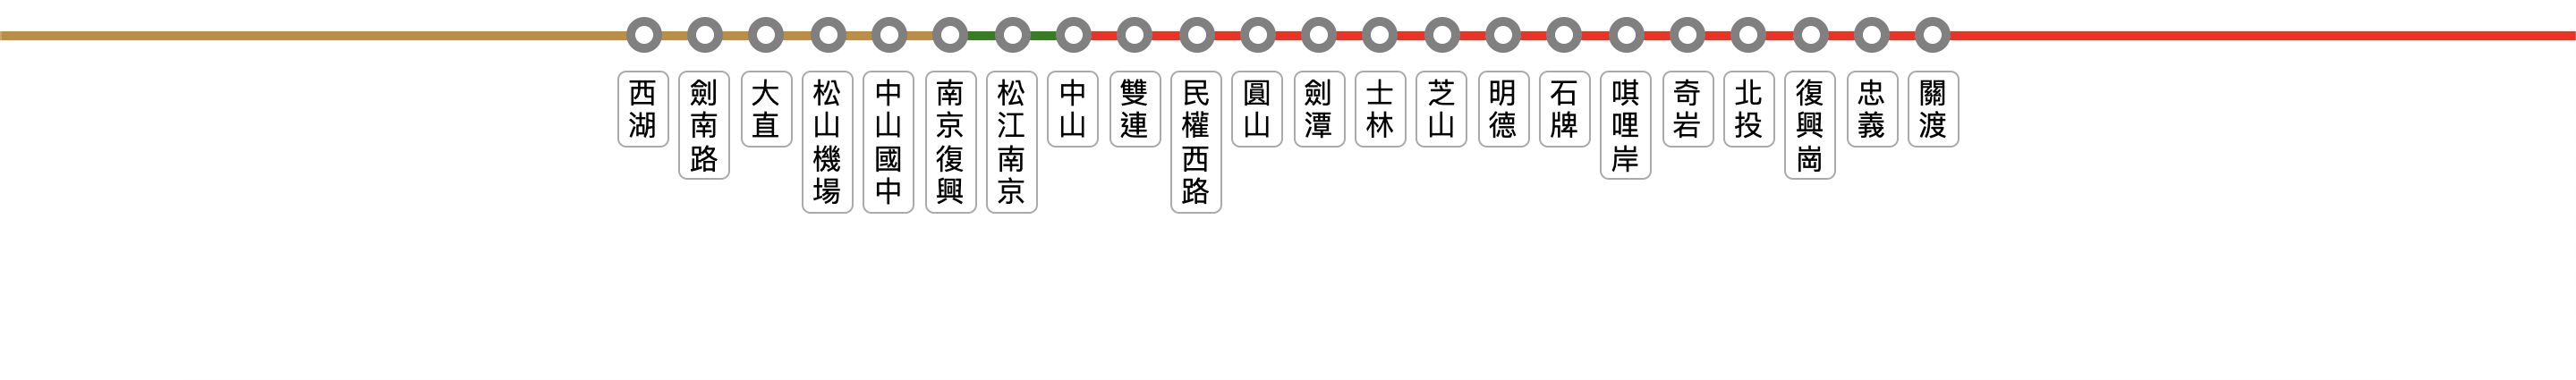 西湖
劍南路
大直
松山機場
中山國中
南京復興
松江南京
中山
雙連
民權西路
圓山
劍潭
士林
芝山
明德
石牌
唭哩岸
奇岩
北投
復興崗
忠義
關渡